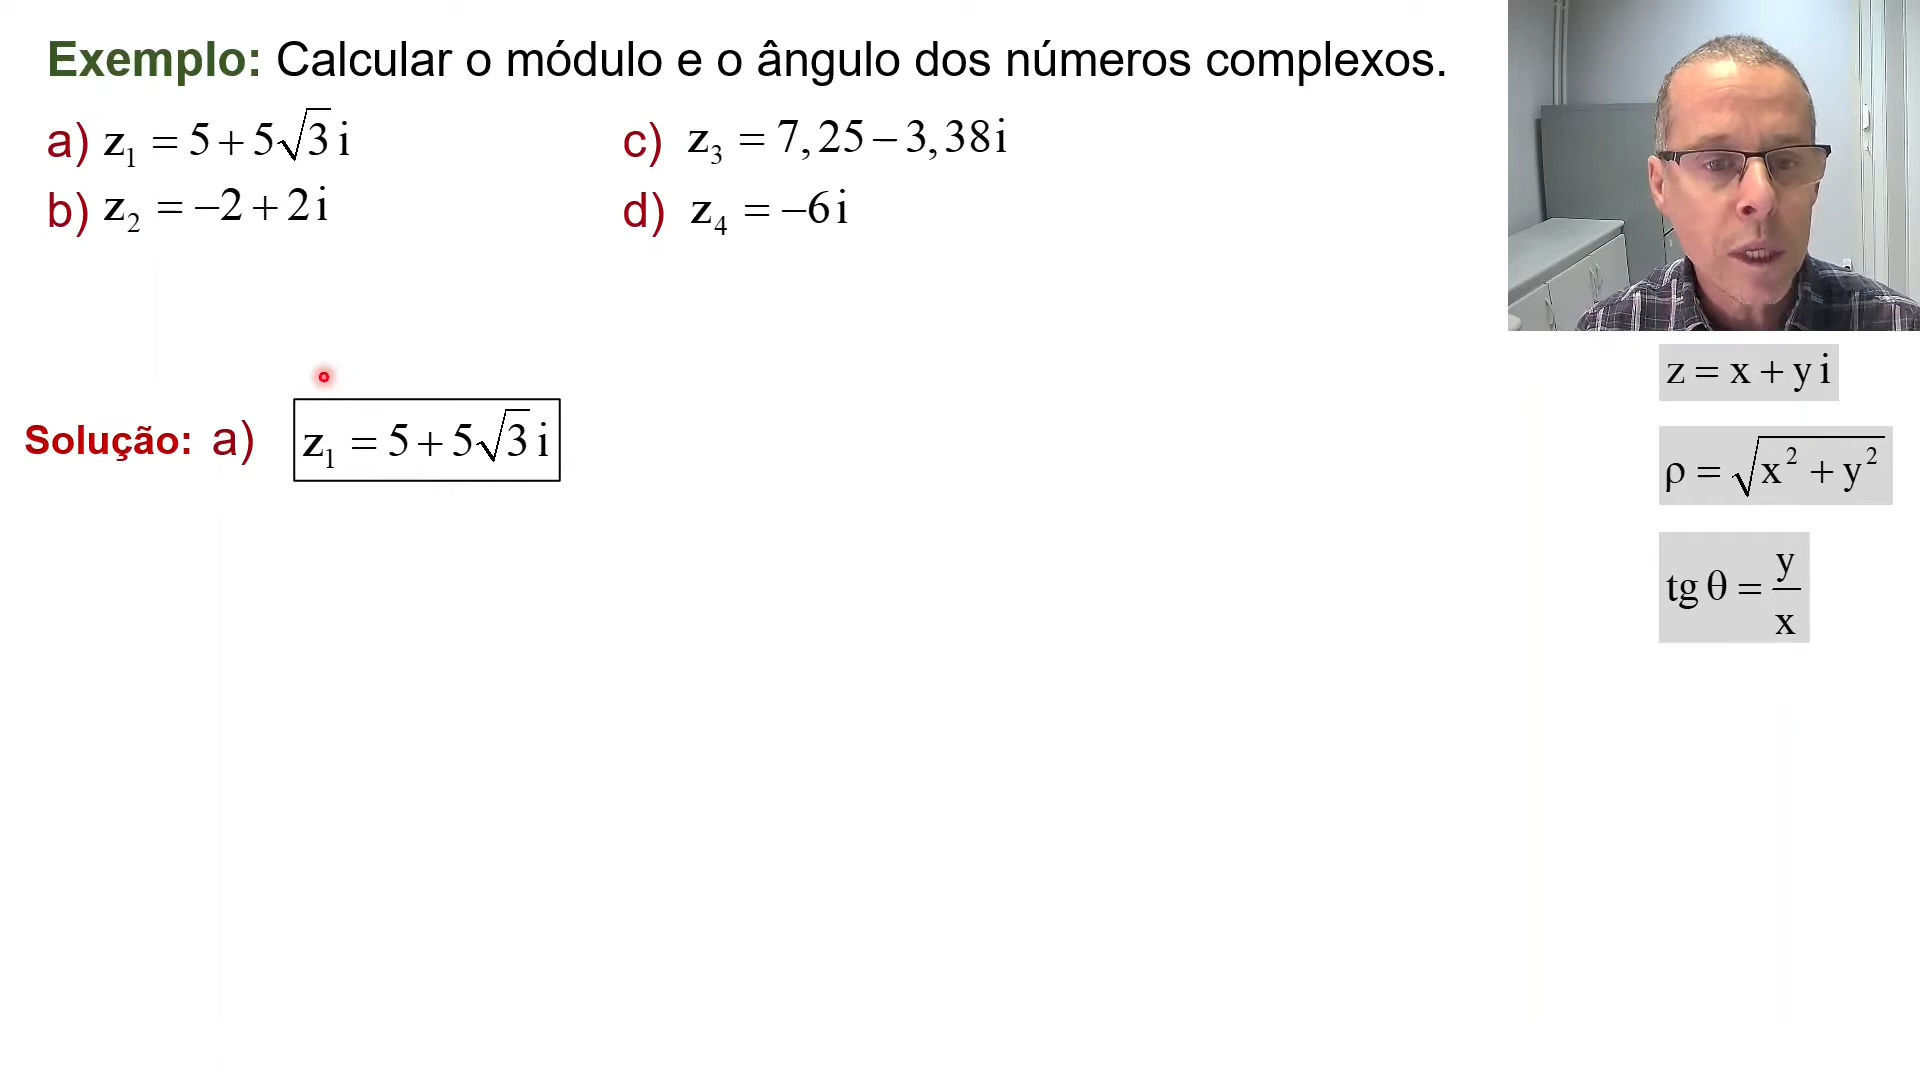 Exemplo: Calcular o módulo e o ângulo dos números complexos.
a) z₁ = 5 + 5√3 i
c) z₃ = 7,25 − 3,38i
b) z₂ = −2 + 2i
d) z₄ = −6i
z = x + y i
Solução: a) z₁ = 5 + 5√3 i
ρ = √(x² + y²)
tg θ = y/x